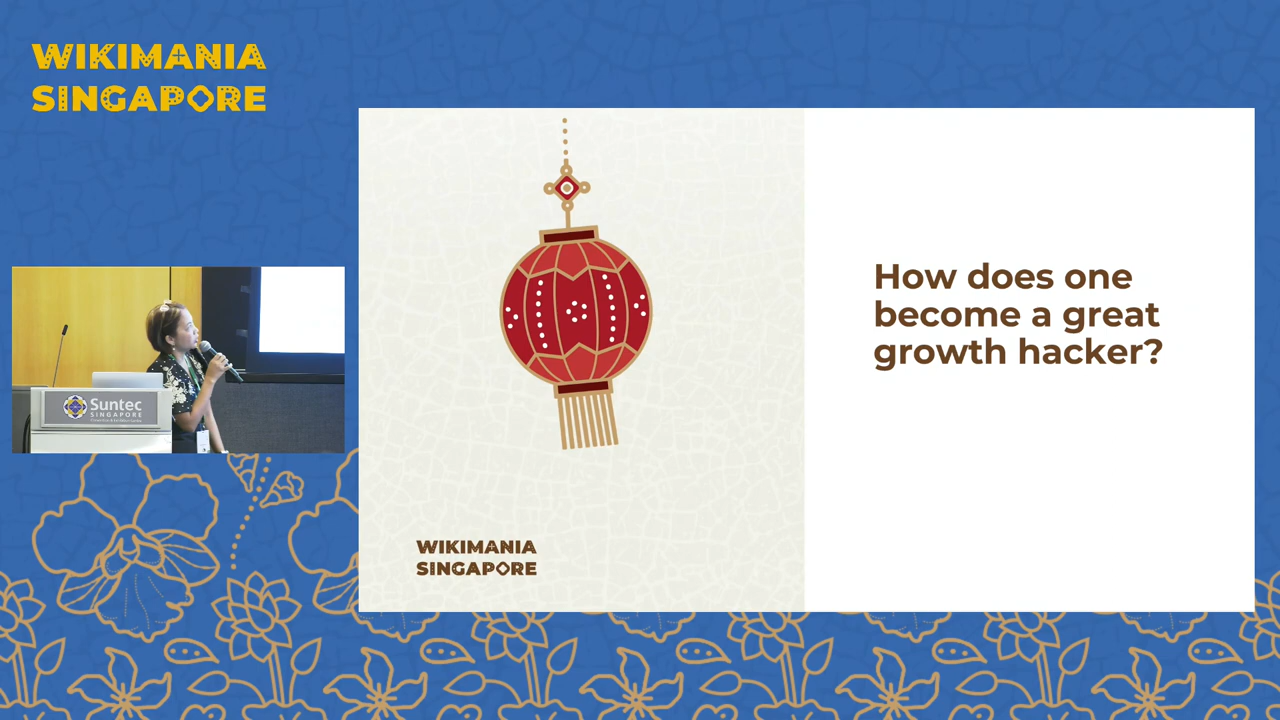 WIKIMANIA
SINGAPORE
How does one
become a great
growth hacker?
Suntec
SINGAPORE
WIKIMANIA
SINGAPORE